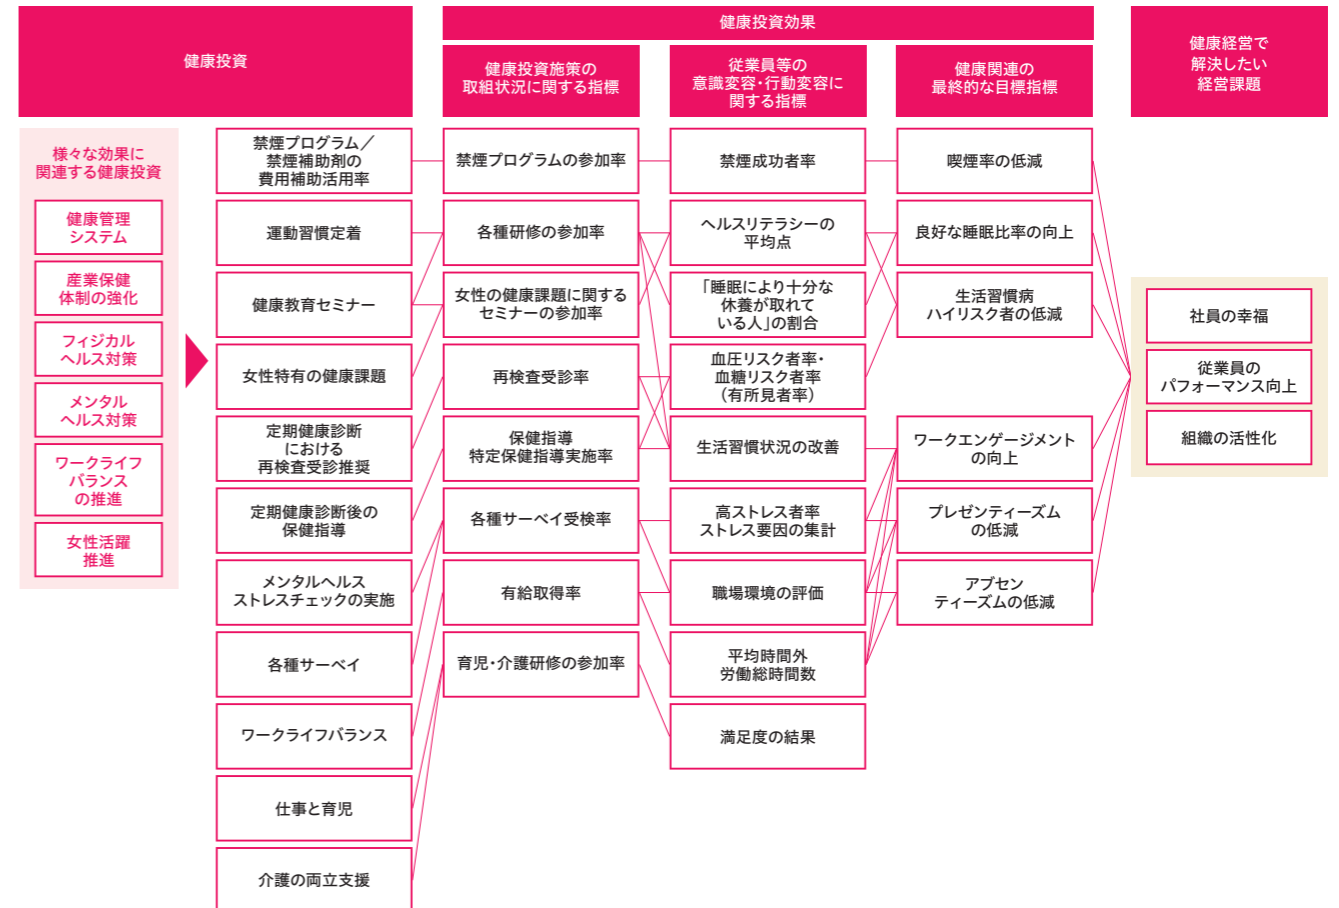 健康投資
健康投資効果
健康投資施策の
取組状況に関する指標
従業員等の
意識変容・行動変容に
関する指標
健康関連の
最終的な目標指標
健康経営で
解決したい
経営課題
様々な効果に
関連する健康投資
健康管理
システム
産業保健
体制の強化
フィジカル
ヘルス対策
メンタル
ヘルス対策
ワークライフ
バランス
の推進
女性活躍
推進
禁煙プログラム／
禁煙補助剤の
費用補助活用率
運動習慣定着
健康教育セミナー
女性特有の健康課題
定期健康診断
における
再検査受診推奨
定期健康診断後の
保健指導
メンタルヘルス
ストレスチェックの実施
各種サーベイ
ワークライフバランス
仕事と育児
介護の両立支援
禁煙プログラムの参加率
各種研修の参加率
女性の健康課題に関する
セミナーの参加率
再検査受診率
保健指導
特定保健指導実施率
各種サーベイ受検率
有給取得率
育児・介護研修の参加率
禁煙成功者率
ヘルスリテラシーの
平均点
「睡眠により十分な
休養が取れて
いる人」の割合
血圧リスク者率・
血糖リスク者率
（有所見者率）
生活習慣状況の改善
高ストレス者率
ストレス要因の集計
職場環境の評価
平均時間外
労働総時間数
満足度の結果
喫煙率の低減
良好な睡眠比率の向上
生活習慣病
ハイリスク者の低減
ワークエンゲージメント
の向上
プレゼンティーズム
の低減
アブセン
ティーズムの低減
社員の幸福
従業員の
パフォーマンス向上
組織の活性化